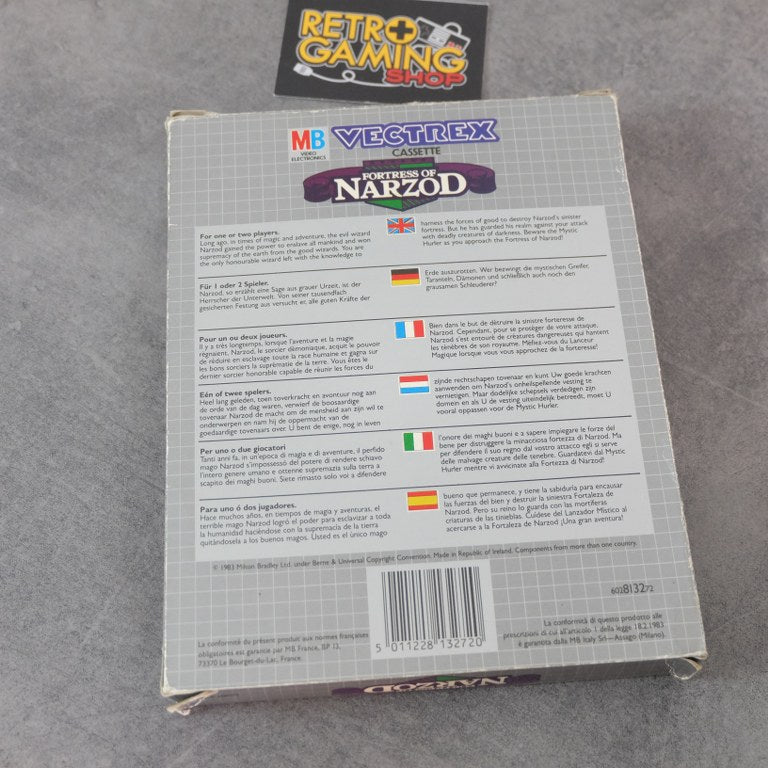 RETRO
GAMING
SHOP
MB
VIDEO
ELECTRONICS
VECTREX
CASSETTE
FORTRESS OF
NARZOD
For one or two players.
Long ago, in times of magic and adventure, the evil wizard
Narzod gained the power to enslave all mankind and won
supremacy of the earth from the good wizards. You are
the only honourable wizard left with the knowledge to
harness the forces of good to destroy Narzod's sinister
fortress. But he has guarded his realm against your attack
with deadly creatures of darkness. Beware the Mystic
Hurler as you approach the Fortress of Narzod!
Für 1 oder 2 Spieler.
Narzod, so erzählt eine Sage aus grauer Urzeit, ist der
Herrscher der Unterwelt. Von seiner tausendfach
gesicherten Festung aus versucht er, alle guten Kräfte der
Erde auszurotten. Wer bezwingt die mystischen Greifer,
Taranteln, Dämonen und schließlich auch noch den
grausamen Schleuderer?
Pour un ou deux joueurs.
Il y a très longtemps, lorsque l'aventure et la magie
régnaient, Narzod, le sorcier démoniaque, acquit le pouvoir
de réduire en esclavage toute la race humaine et gagna sur
les bons sorciers la suprématie de la terre. Vous êtes le
dernier sorcier honorable capable de réunir les forces du
Bien dans le but de détruire la sinistre forteresse de
Narzod. Cependant, pour se protéger de votre attaque,
Narzod s'est entouré de créatures dangereuses qui hantent
les ténèbres de son royaume. Méfiez-vous du Lanceur
Magique lorsque vous vous approchez de la forteresse!
Eén of twee spelers.
Heel lang geleden, toen toverkracht en avontuur nog aan
de orde van de dag waren, verwierf de boosaardige
tovenaar Narzod de macht om de mensheid aan zijn wil te
onderwerpen en nam hij de oppermacht van de
goedaardige tovenaars over. U bent de enige, nog in leven
zijnde rechtschapen tovenaar en kunt Uw goede krachten
aanwenden om Narzod's onheilspellende vesting te
vernietigen. Maar dodelijke schepsels verdedigen zijn
domein en als U de vesting uiteindelijk betreedt, moet U
vooral oppassen voor de Mystic Hurler.
Per uno o due giocatori
Tanti anni fa, in un'epoca di magia e di avventure, il perfido
mago Narzod s'impossessò del potere di rendere schiavo
l'intero genere umano e ottenne supremazia sulla terra a
scapito dei maghi buoni. Siete rimasto solo voi a difendere
l'onore dei maghi buoni e a sapere impiegare le forze del
bene per distruggere la minacciosa fortezza di Narzod. Ma
per difendere il suo regno dal vostro attacco egli si serve
delle malvage creature delle tenebre. Guardatevi dal Mystic
Hurler mentre vi avvicinate alla Fortezza di Narzod!
Para uno ó dos jugadores.
Hace muchos años, en tiempos de magia y aventuras, el
terrible mago Narzod logró el poder para esclavizar a toda
la humanidad haciéndose con la supremacía de la tierra
quitándosela a los buenos magos. Usted es el único mago
bueno que permanece, y tiene la sabiduría para encausar
las fuerzas del bien y destruir la siniestra Fortaleza de
Narzod. Pero su reino lo guarda con las mortíferas
criaturas de las tinieblas. Cuídese del Lanzador Místico al
acercarse a la Fortaleza de Narzod ¡Una gran aventura!
© 1983 Milton Bradley Ltd. under Berne & Universal Copyright Convention. Made in Republic of Ireland. Components from more than one country.
602813272
La conformité du présent produit aux normes françaises
obligatoires est garantie par MB France, BP 13,
73370 Le Bourget-du-Lac, France.
5 011228 132720
La conformità di questo prodotto alle
prescrizioni di cui all'articolo 1 della legge 18.2.1983
è garantita dalla MB Italy Srl—Assago (Milano).
NARZOD